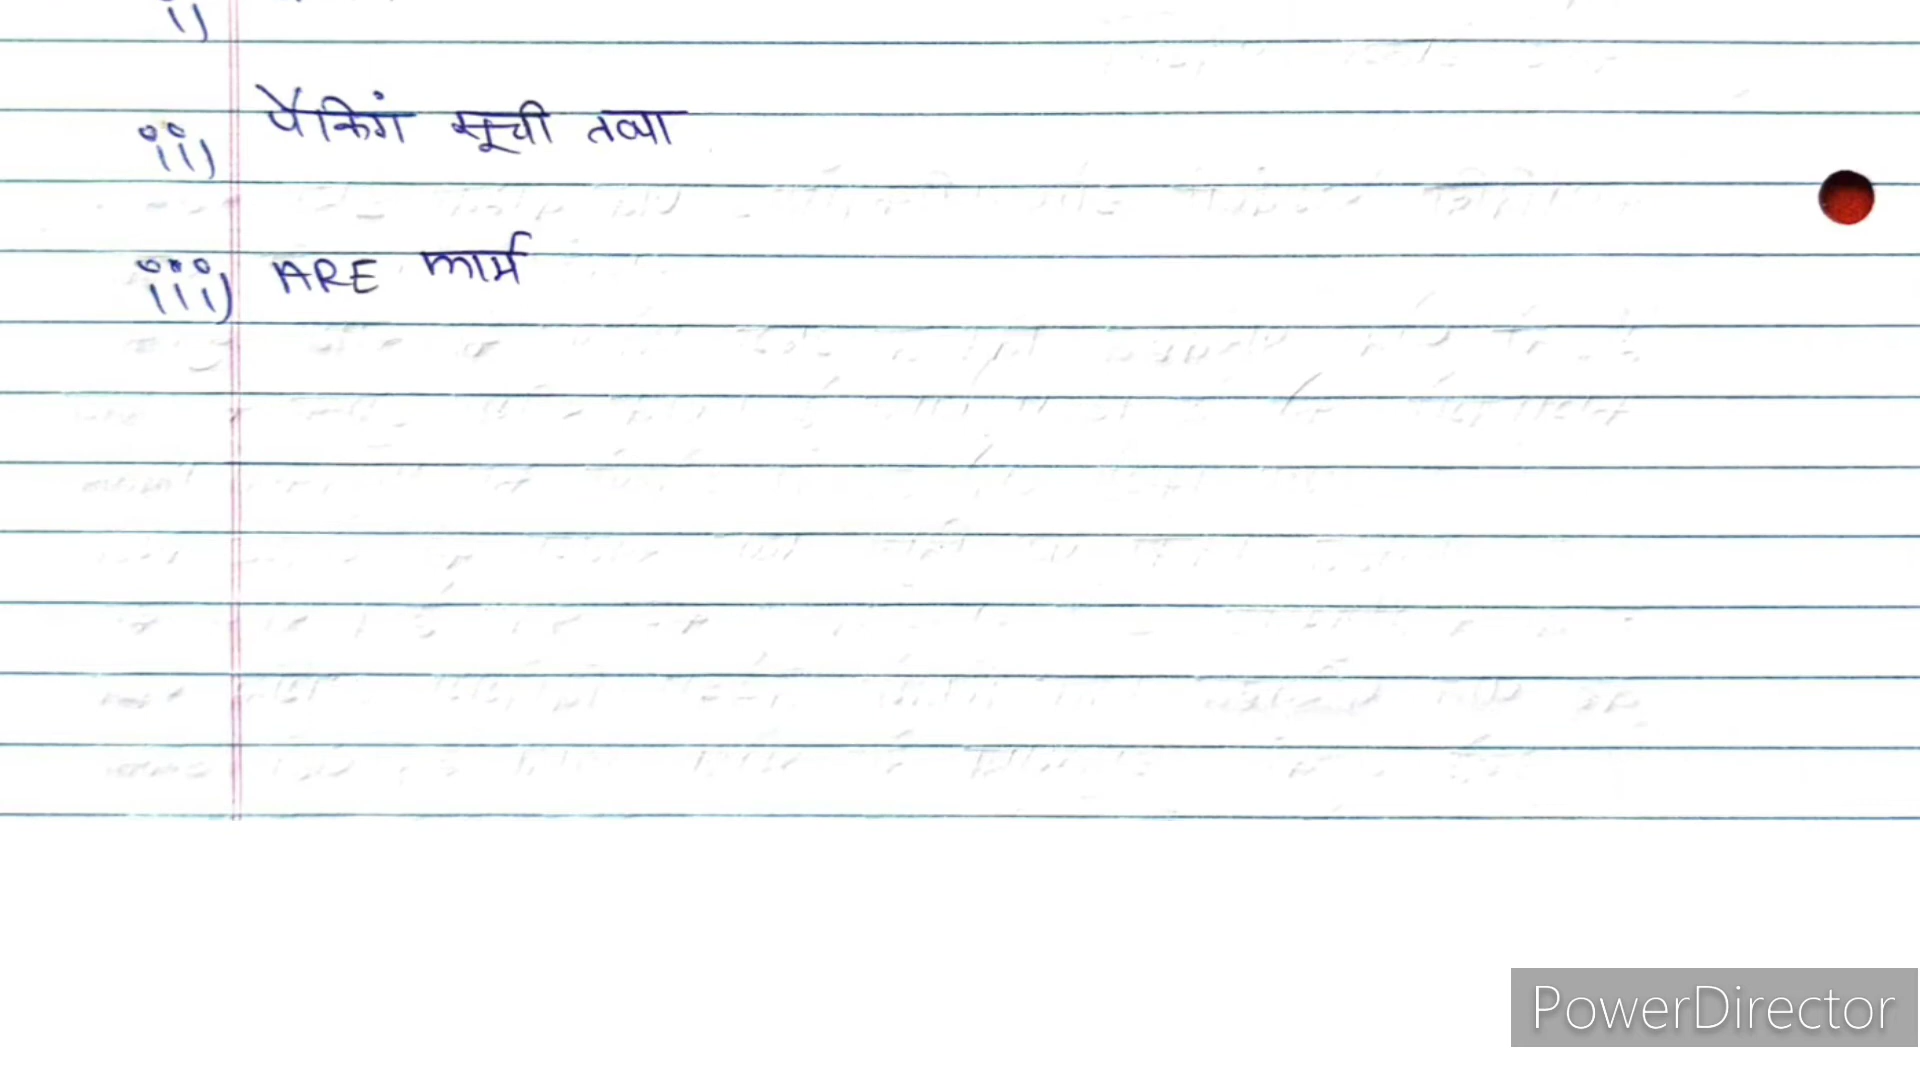 i)
ii) पैकिंग सूची तथा
iii) ARE फार्म
PowerDirector